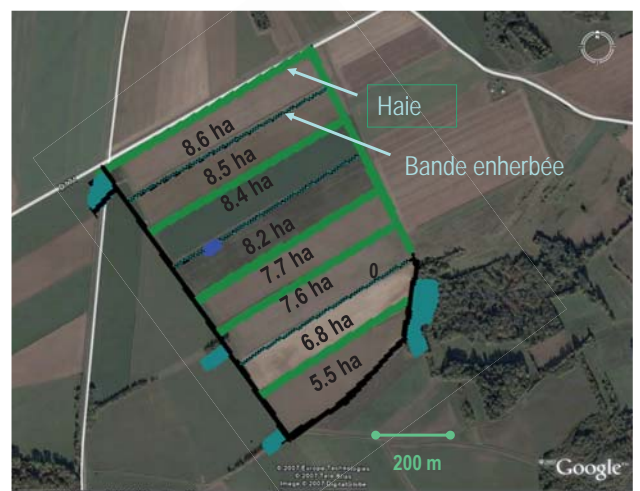 Haie
Bande enherbée
8.6 ha
8.5 ha
8.4 ha
8.2 ha
7.7 ha
7.6 ha
0
6.8 ha
5.5 ha
200 m
© 2007 Europa Technologies
© 2007 Tele Atlas
Image © 2007 DigitalGlobe
Google